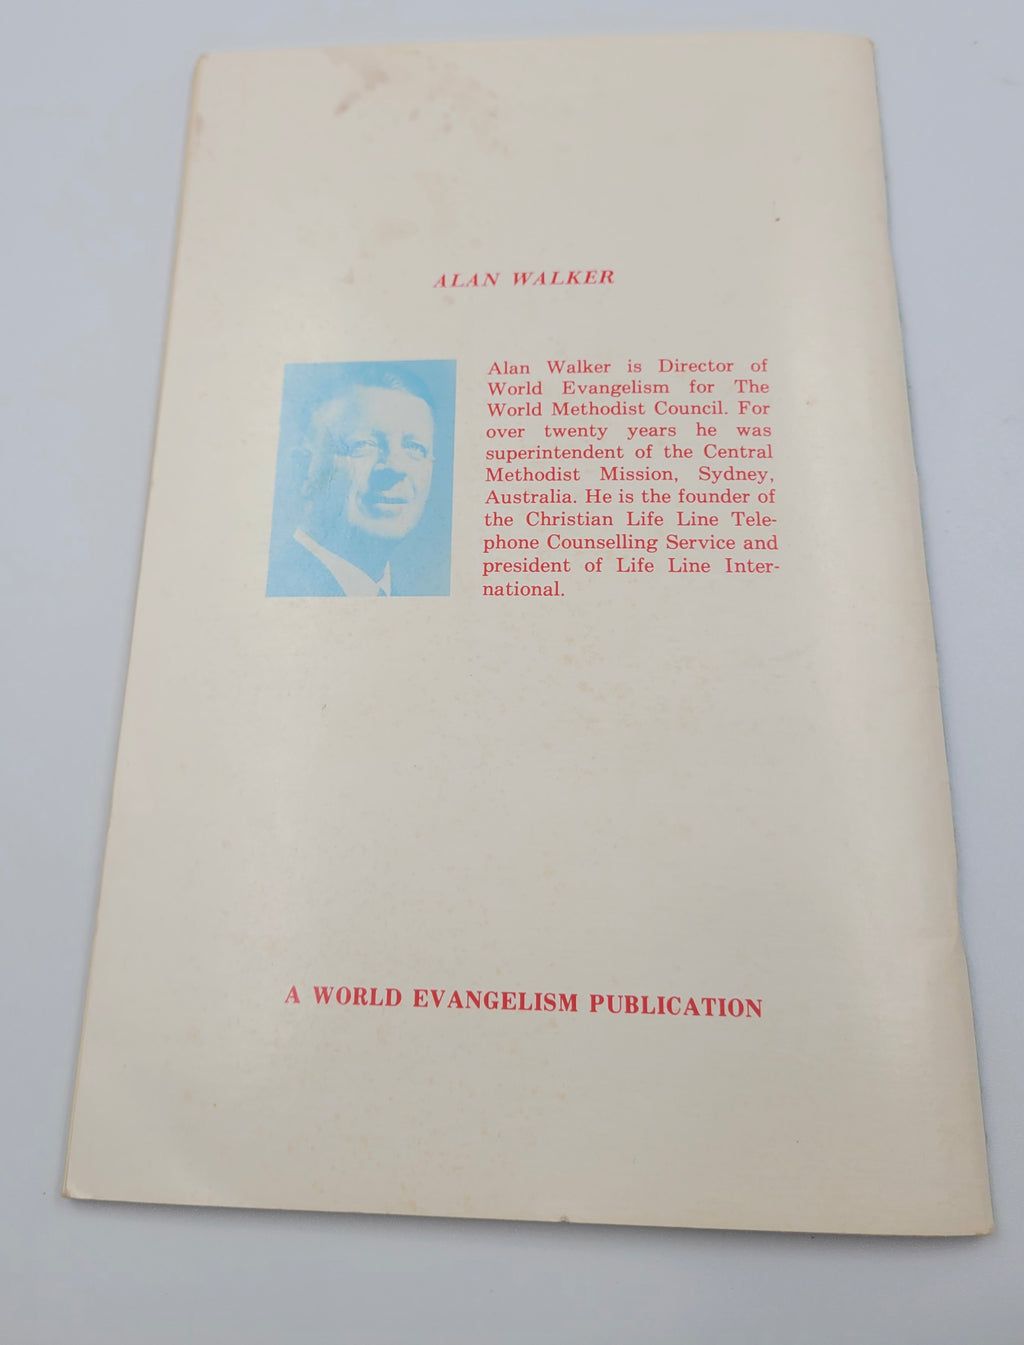 ALAN WALKER
Alan Walker is Director of
World Evangelism for The
World Methodist Council. For
over twenty years he was
superintendent of the Central
Methodist Mission, Sydney,
Australia. He is the founder of
the Christian Life Line Tele-
phone Counselling Service and
president of Life Line Inter-
national.
A WORLD EVANGELISM PUBLICATION